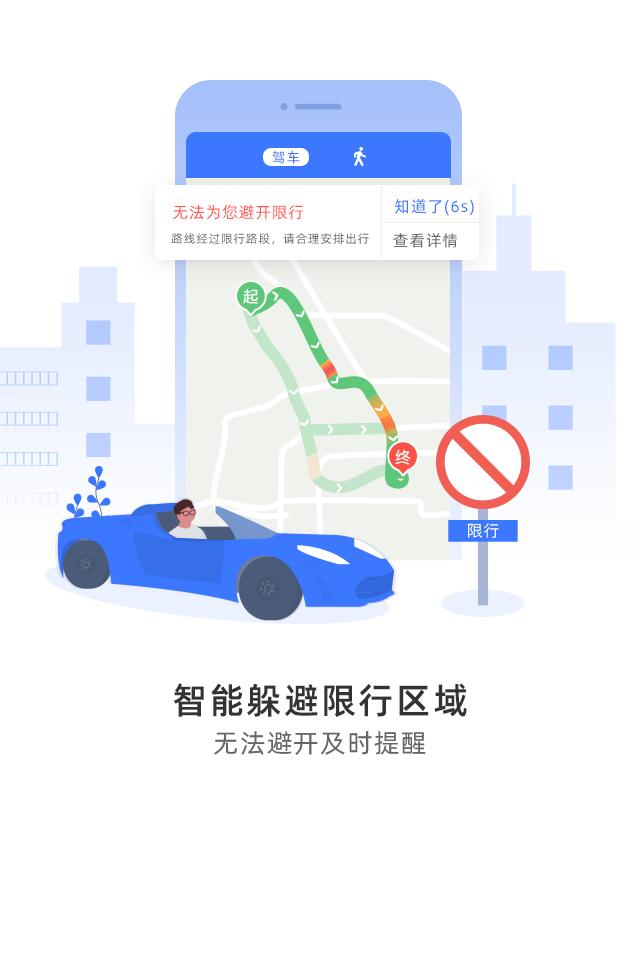 驾车
无法为您避开限行
知道了(6s)
路线经过限行路段，请合理安排出行
查看详情
起
终
限行
智能躲避限行区域
无法避开及时提醒